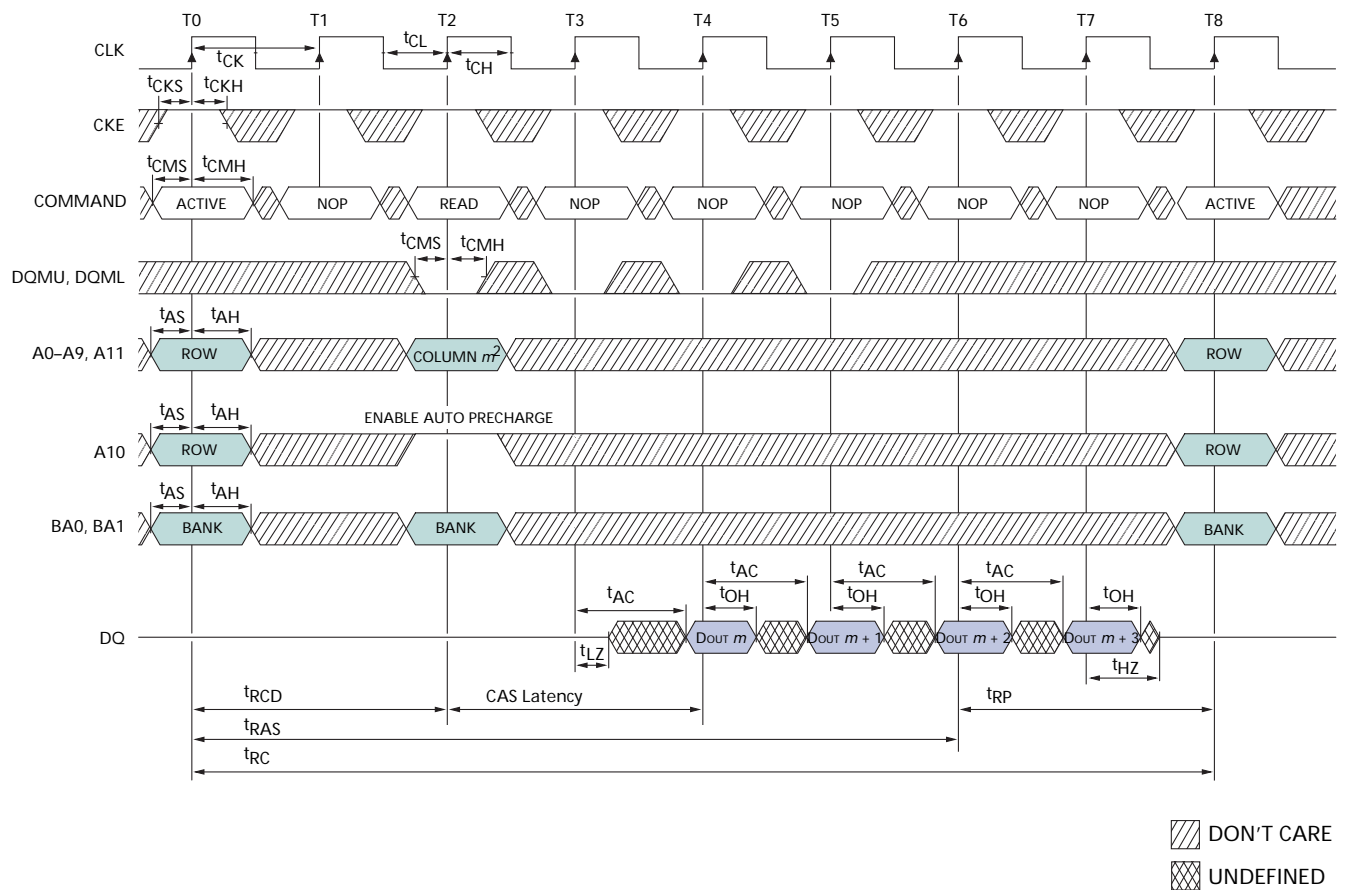 T0 T1 T2 T3 T4 T5 T6 T7 T8
CLK
tCK
tCL
tCH
tCKS tCKH
CKE
tCMS tCMH
COMMAND ACTIVE NOP READ NOP NOP NOP NOP NOP ACTIVE
tCMS tCMH
DQMU, DQML
tAS tAH
A0–A9, A11 ROW COLUMN m2 ROW
ENABLE AUTO PRECHARGE
tAS tAH
A10 ROW ROW
tAS tAH
BA0, BA1 BANK BANK BANK
tAC tAC tAC tAC
tOH tOH tOH tOH
DQ DOUT m DOUT m + 1 DOUT m + 2 DOUT m + 3
tLZ tHZ
tRCD CAS Latency tRP
tRAS
tRC
DON'T CARE
UNDEFINED